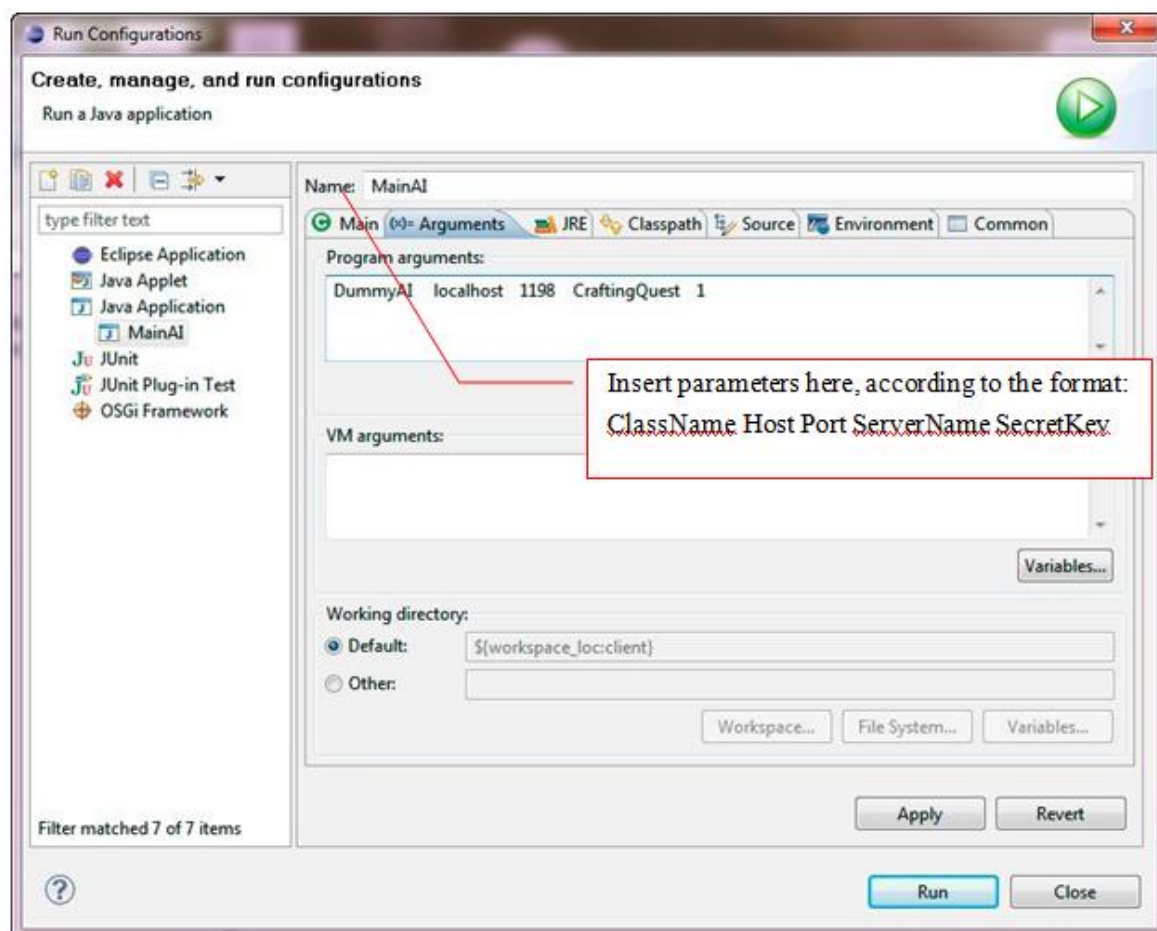 Run Configurations
Create, manage, and run configurations
Run a Java application
type filter text
Eclipse Application
Java Applet
Java Application
MainAI
JUnit
JUnit Plug-in Test
OSGi Framework
Filter matched 7 of 7 items
Name: MainAI
Main (x)= Arguments JRE Classpath Source Environment Common
Program arguments:
DummyAI localhost 1198 CraftingQuest 1
Insert parameters here, according to the format:
ClassName Host Port ServerName SecretKey
VM arguments:
Variables...
Working directory:
Default: ${workspace_loc:client}
Other:
Workspace... File System... Variables...
Apply Revert
Run Close